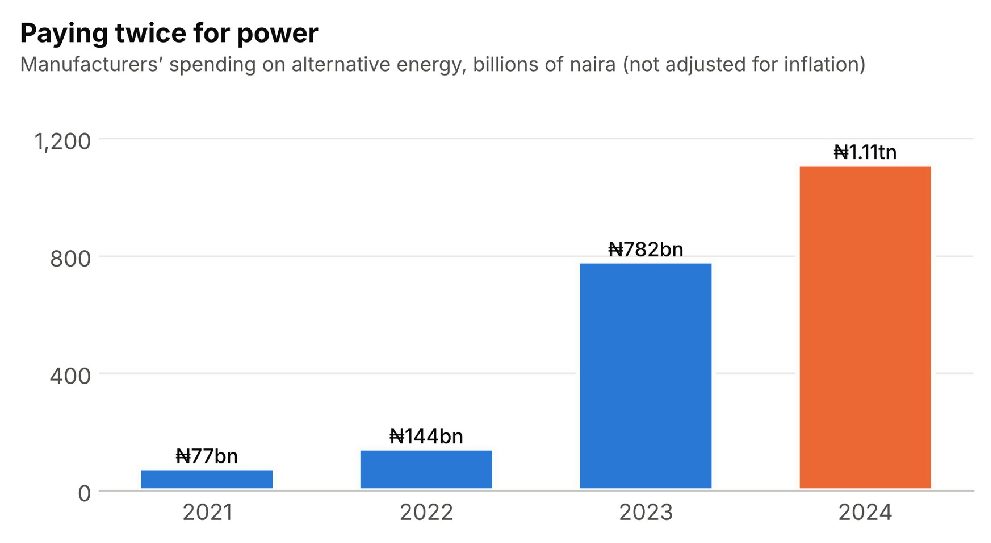 Paying twice for power
Manufacturers’ spending on alternative energy, billions of naira (not adjusted for inflation)
1,200
₦1.11tn
800
₦782bn
400
₦144bn
₦77bn
0
2021 2022 2023 2024